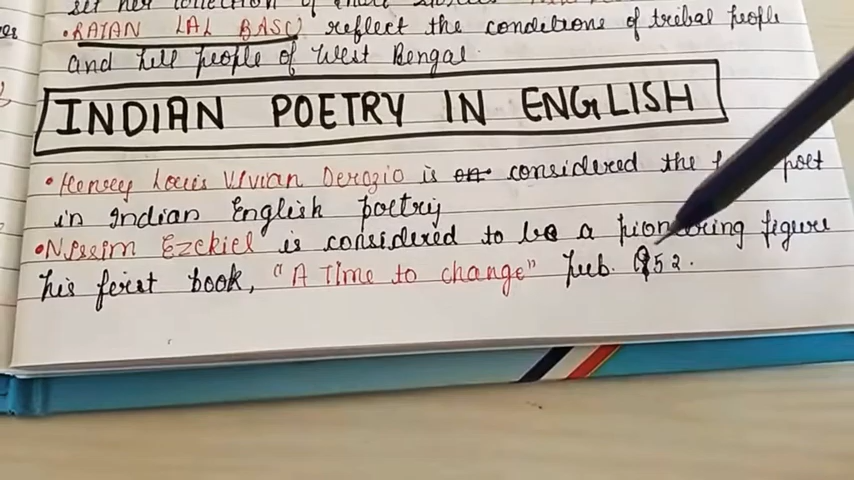 • RATAN LAL BASU reflect the conditions of tribal people
and hill people of West Bengal.
INDIAN POETRY IN ENGLISH
• Henrey Louis Vivian Derozio is considered the poet
in Indian English poetry
• Nissim Ezekiel is considered to be a pioneering figure
his first book, "A Time to change" pub. 1952.